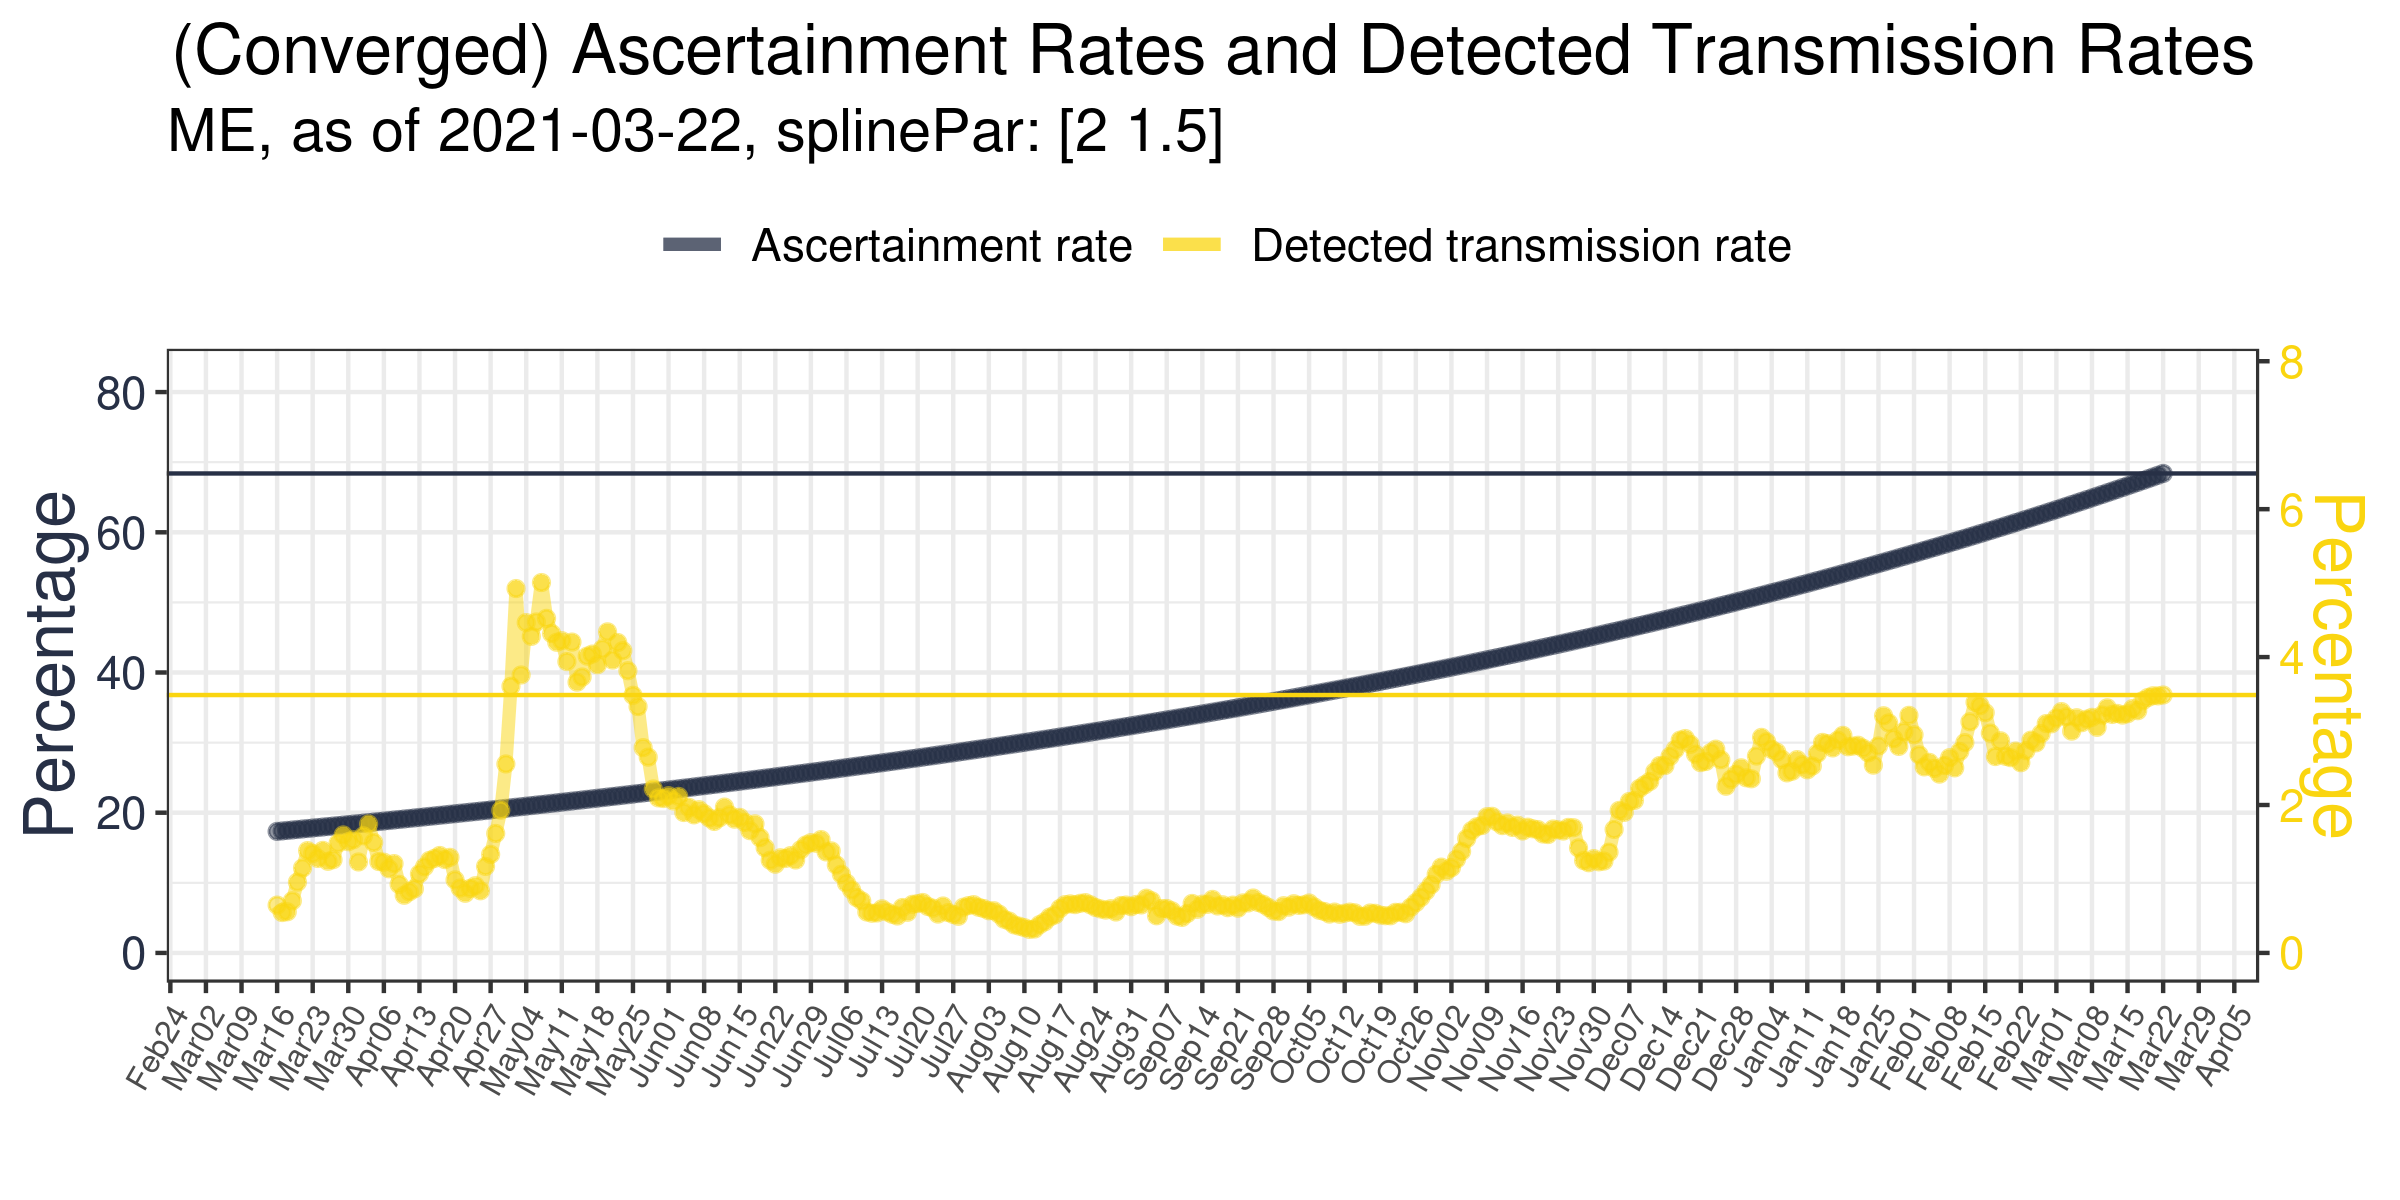 (Converged) Ascertainment Rates and Detected Transmission Rates
ME, as of 2021-03-22, splinePar: [2 1.5]
Ascertainment rate
Detected transmission rate
Percentage
80
60
40
20
0
8
6
4
2
0
Percentage
Feb24
Mar02
Mar09
Mar16
Mar23
Mar30
Apr06
Apr13
Apr20
Apr27
May04
May11
May18
May25
Jun01
Jun08
Jun15
Jun22
Jun29
Jul06
Jul13
Jul20
Jul27
Aug03
Aug10
Aug17
Aug24
Aug31
Sep07
Sep14
Sep21
Sep28
Oct05
Oct12
Oct19
Oct26
Nov02
Nov09
Nov16
Nov23
Nov30
Dec07
Dec14
Dec21
Dec28
Jan04
Jan11
Jan18
Jan25
Feb01
Feb08
Feb15
Feb22
Mar01
Mar08
Mar15
Mar22
Mar29
Apr05